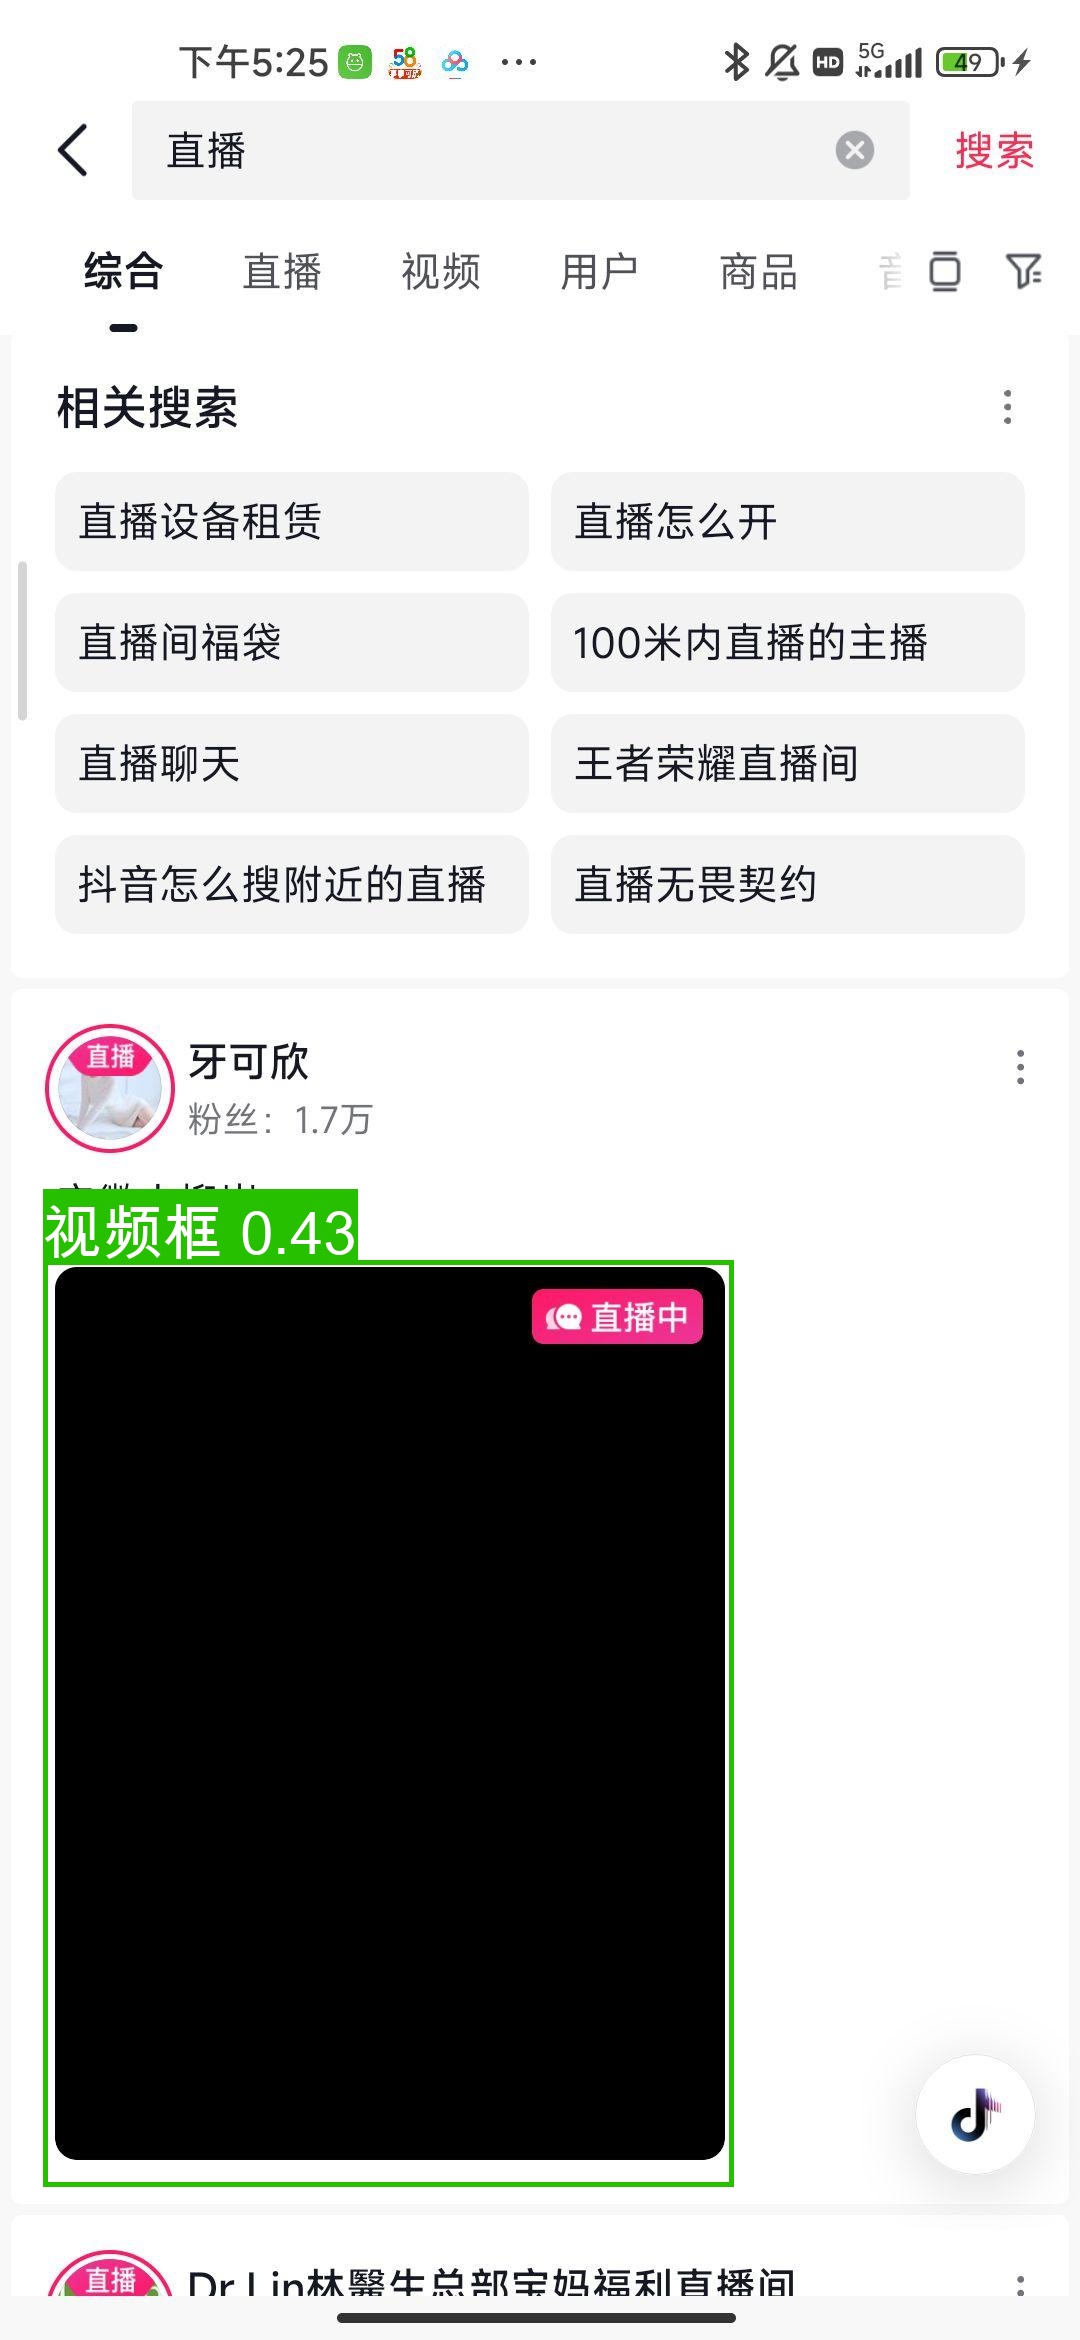 下午5:25
58
HD
5G
49
直播
搜索
综合 直播 视频 用户 商品
相关搜索
直播设备租赁 直播怎么开
直播间福袋 100米内直播的主播
直播聊天 王者荣耀直播间
抖音怎么搜附近的直播 直播无畏契约
直播
牙可欣
粉丝：1.7万
视频框 0.43
直播中
直播
Dr Lin林醫生总部宝妈福利直播间